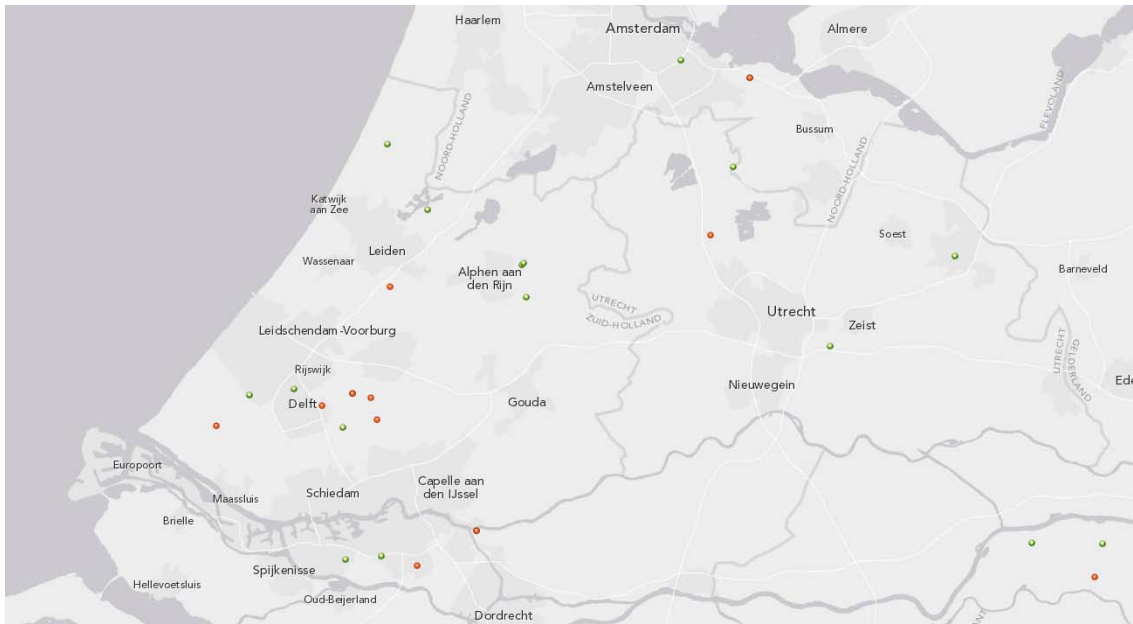 Haarlem
Amsterdam
Almere
Amstelveen
FLEVOLAND
Bussum
NOORD-HOLLAND
NOORD-HOLLAND
Katwijk
aan Zee
Leiden
Soest
Wassenaar
Alphen aan
den Rijn
Barneveld
UTRECHT
ZUID-HOLLAND
Utrecht
Zeist
Leidschendam-Voorburg
UTRECHT
GELDERLAND
Rijswijk
Nieuwegein
Ede
Delft
Gouda
Europoort
Capelle aan
den IJssel
Maassluis
Schiedam
Brielle
Spijkenisse
Hellevoetsluis
Oud-Beijerland
Dordrecht